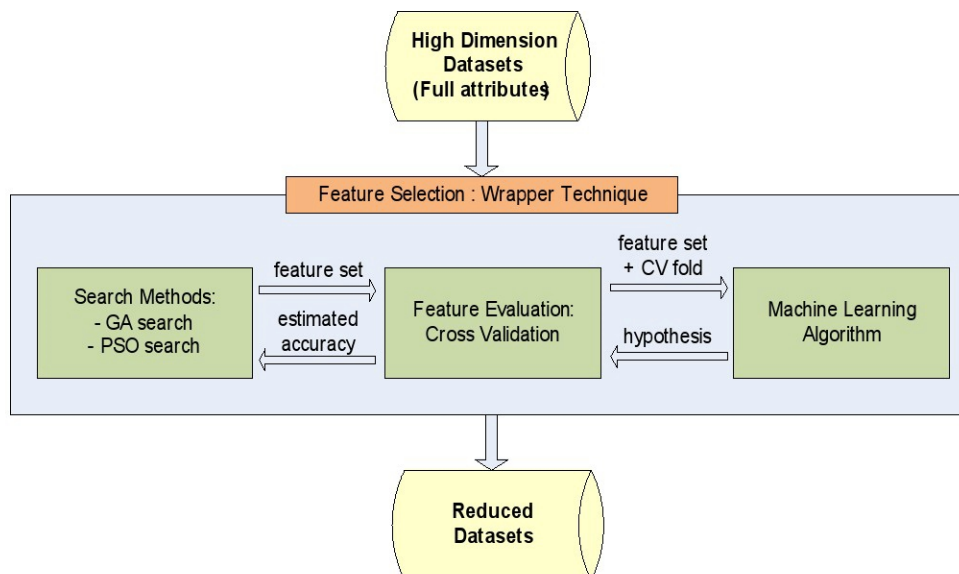 High Dimension
Datasets
(Full attributes)
Feature Selection : Wrapper Technique
Search Methods:
- GA search
- PSO search
feature set
estimated
accuracy
Feature Evaluation:
Cross Validation
feature set
+ CV fold
hypothesis
Machine Learning
Algorithm
Reduced
Datasets